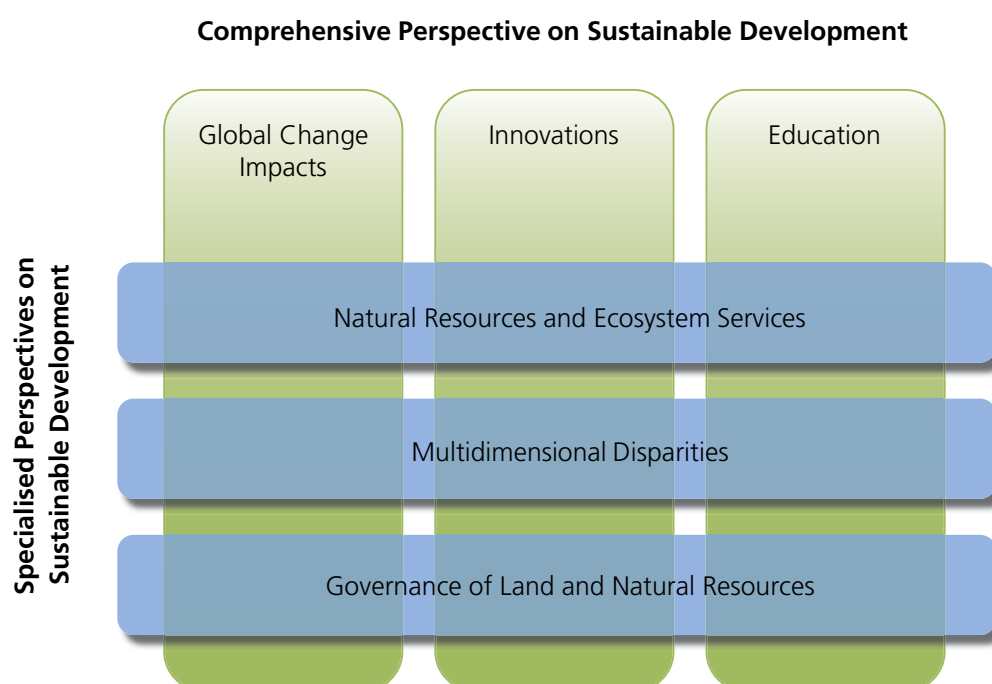 Comprehensive Perspective on Sustainable Development
Global Change
Impacts
Innovations
Education
Specialised Perspectives on
Sustainable Development
Natural Resources and Ecosystem Services
Multidimensional Disparities
Governance of Land and Natural Resources